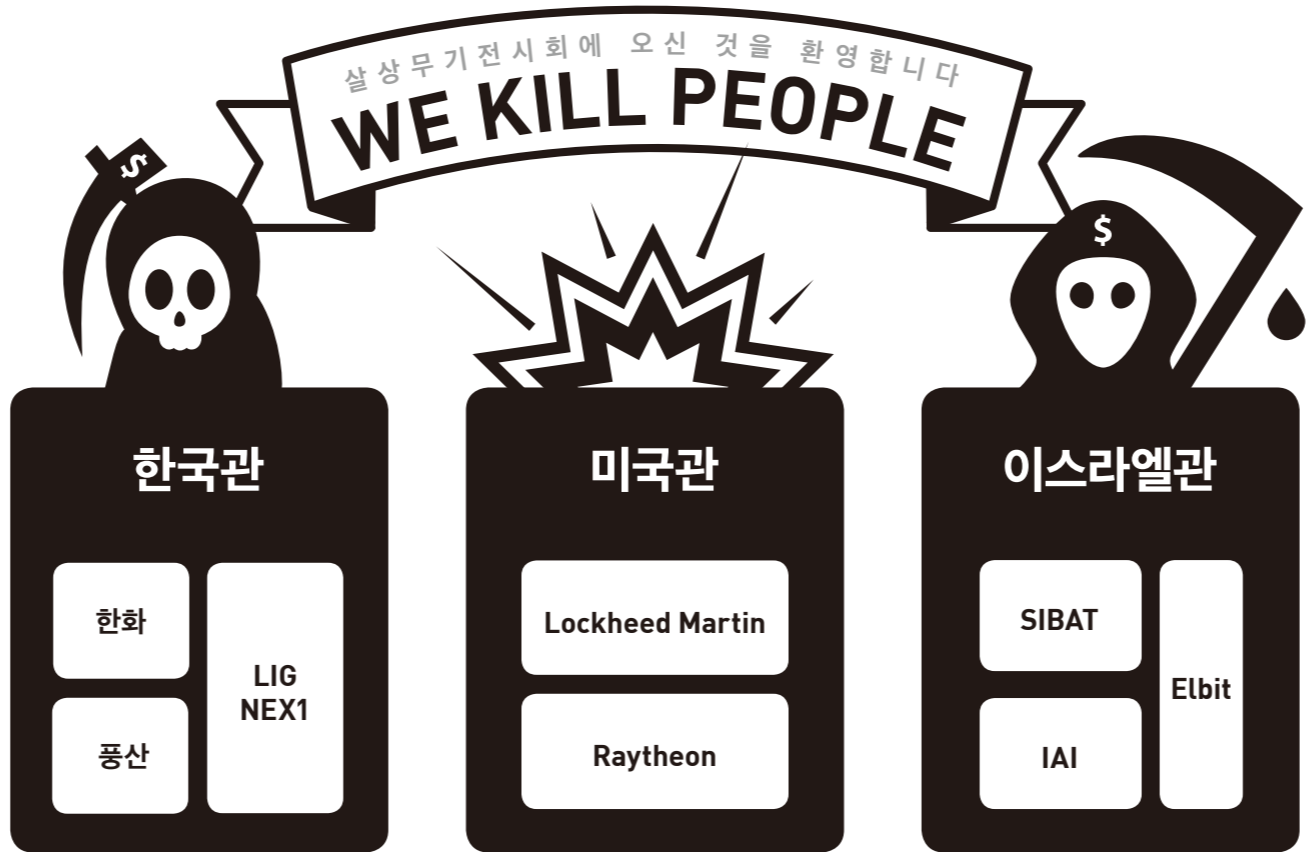 살상무기전시회에 오신 것을 환영합니다
WE KILL PEOPLE
$
$
한국관
한화
풍산
LIG
NEX1
미국관
Lockheed Martin
Raytheon
이스라엘관
SIBAT
IAI
Elbit